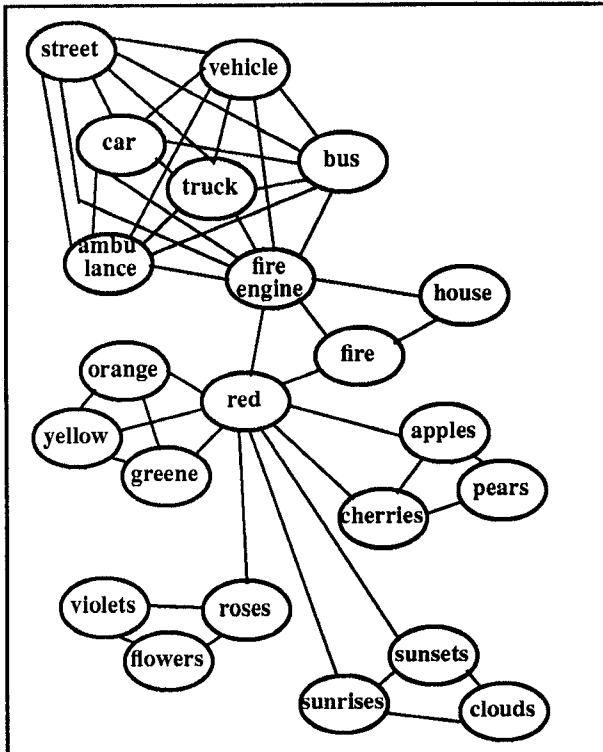 street
vehicle
car
bus
truck
ambu
lance
fire
engine
house
fire
orange
red
yellow
apples
greene
pears
cherries
violets
roses
flowers
sunsets
sunrises
clouds